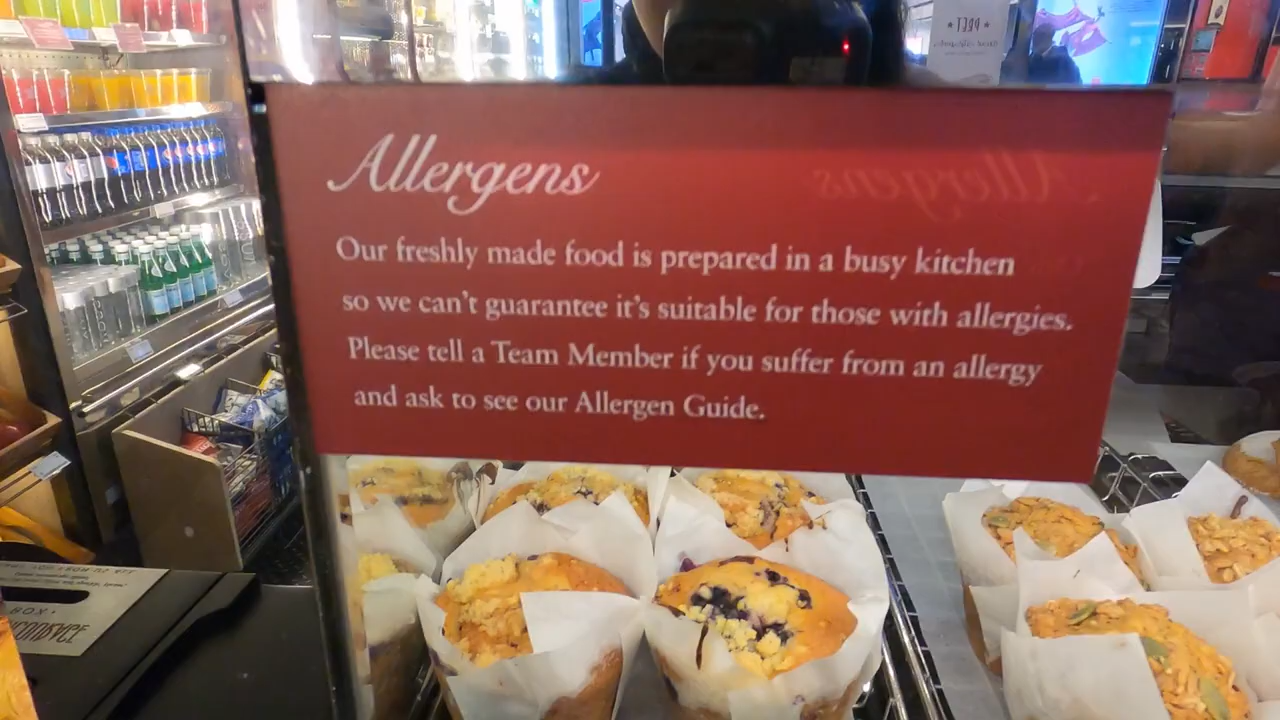 Allergens
Our freshly made food is prepared in a busy kitchen
so we can't guarantee it's suitable for those with allergies.
Please tell a Team Member if you suffer from an allergy
and ask to see our Allergen Guide.